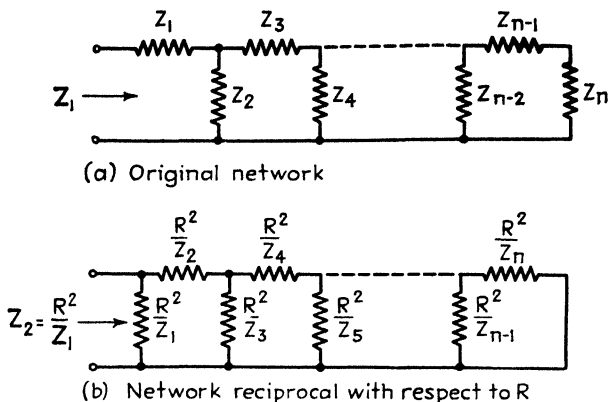 Z₁ Z₃ Zₙ₋₁
Z₁ Z₂ Z₄ Zₙ₋₂ Zₙ
(a) Original network
R²/Z₂ R²/Z₄ R²/Zₙ
Z₂ = R²/Z₁ R²/Z₁ R²/Z₃ R²/Z₅ R²/Zₙ₋₁
(b) Network reciprocal with respect to R